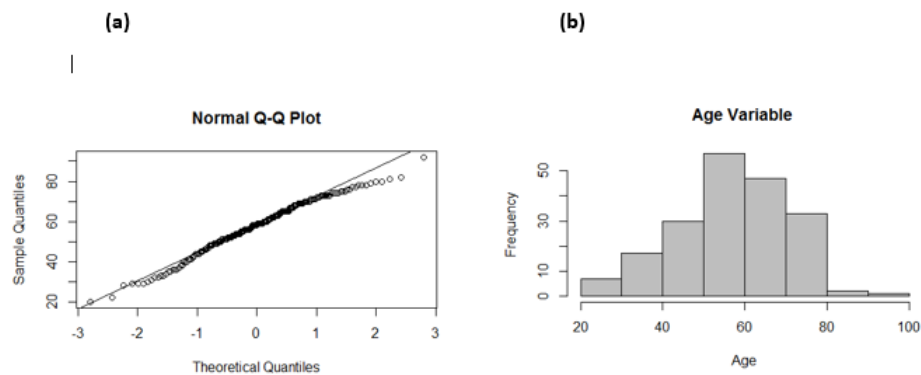 (a)
(b)
Normal Q-Q Plot
Sample Quantiles
20 40 60 80
-3 -2 -1 0 1 2 3
Theoretical Quantiles
Age Variable
Frequency
0 10 30 50
20 40 60 80 100
Age